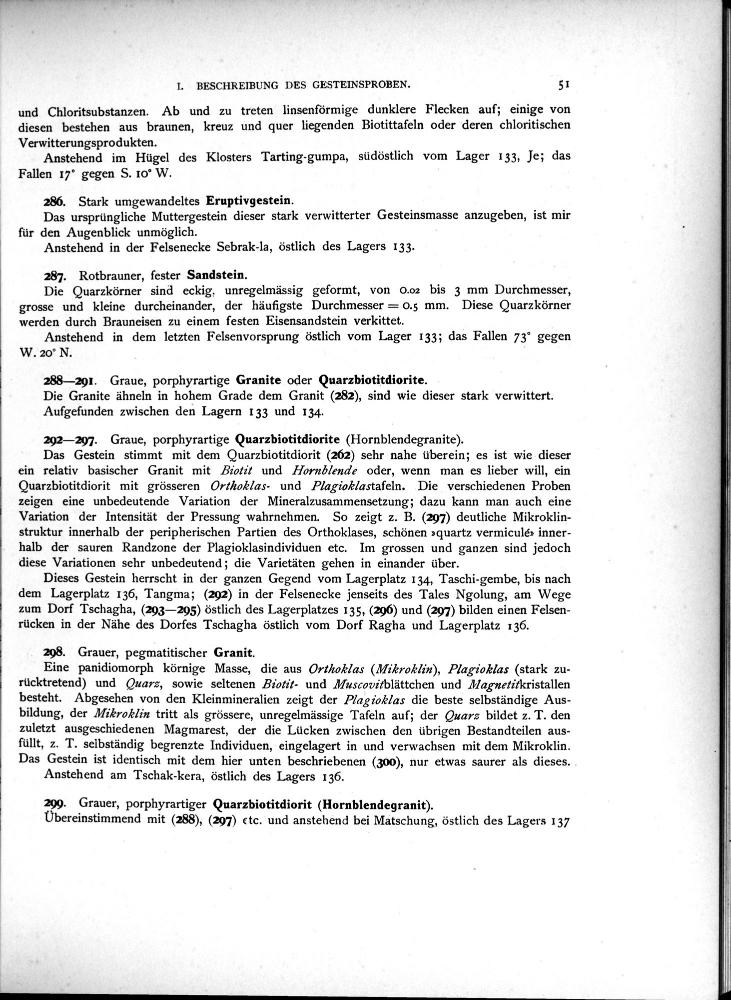 I. BESCHREIBUNG DES GESTEINSPROBEN. 51
und Chloritsubstanzen. Ab und zu treten linsenförmige dunklere Flecken auf; einige von
diesen bestehen aus braunen, kreuz und quer liegenden Biotittafeln oder deren chloritischen
Verwitterungsprodukten.
Anstehend im Hügel des Klosters Tarting-gumpa, südöstlich vom Lager 133, Je; das
Fallen 17° gegen S. 10° W.
286. Stark umgewandeltes Eruptivgestein.
Das ursprüngliche Muttergestein dieser stark verwitterter Gesteinsmasse anzugeben, ist mir
für den Augenblick unmöglich.
Anstehend in der Felsenecke Sebrak-la, östlich des Lagers 133.
287. Rotbrauner, fester Sandstein.
Die Quarzkörner sind eckig, unregelmässig geformt, von 0.02 bis 3 mm Durchmesser,
grosse und kleine durcheinander, der häufigste Durchmesser = 0.5 mm. Diese Quarzkörner
werden durch Brauneisen zu einem festen Eisensandstein verkittet.
Anstehend in dem letzten Felsenvorsprung östlich vom Lager 133; das Fallen 73° gegen
W. 20° N.
288—291. Graue, porphyrartige Granite oder Quarzbiotitdiorite.
Die Granite ähneln in hohem Grade dem Granit (282), sind wie dieser stark verwittert.
Aufgefunden zwischen den Lagern 133 und 134.
292—297. Graue, porphyrartige Quarzbiotitdiorite (Hornblendegranite).
Das Gestein stimmt mit dem Quarzbiotitdiorit (262) sehr nahe überein; es ist wie dieser
ein relativ basischer Granit mit Biotit und Hornblende oder, wenn man es lieber will, ein
Quarzbiotitdiorit mit grösseren Orthoklas- und Plagioklastafeln. Die verschiedenen Proben
zeigen eine unbedeutende Variation der Mineralzusammensetzung; dazu kann man auch eine
Variation der Intensität der Pressung wahrnehmen. So zeigt z. B. (297) deutliche Mikroklin-
struktur innerhalb der peripherischen Partien des Orthoklases, schönen »quartz vermiculé» inner-
halb der sauren Randzone der Plagioklasindividuen etc. Im grossen und ganzen sind jedoch
diese Variationen sehr unbedeutend; die Varietäten gehen in einander über.
Dieses Gestein herrscht in der ganzen Gegend vom Lagerplatz 134, Taschi-gembe, bis nach
dem Lagerplatz 136, Tangma; (292) in der Felsenecke jenseits des Tales Ngolung, am Wege
zum Dorf Tschagha, (293—295) östlich des Lagerplatzes 135, (296) und (297) bilden einen Felsen-
rücken in der Nähe des Dorfes Tschagha östlich vom Dorf Ragha und Lagerplatz 136.
298. Grauer, pegmatitischer Granit.
Eine panidiomorph körnige Masse, die aus Orthoklas (Mikroklin), Plagioklas (stark zu-
rücktretend) und Quarz, sowie seltenen Biotit- und Muscovitblättchen und Magnetitkristallen
besteht. Abgesehen von den Kleinmineralien zeigt der Plagioklas die beste selbständige Aus-
bildung, der Mikroklin tritt als grössere, unregelmässige Tafeln auf; der Quarz bildet z. T. den
zuletzt ausgeschiedenen Magmarest, der die Lücken zwischen den übrigen Bestandteilen aus-
füllt, z. T. selbständig begrenzte Individuen, eingelagert in und verwachsen mit dem Mikroklin.
Das Gestein ist identisch mit dem hier unten beschriebenen (300), nur etwas saurer als dieses.
Anstehend am Tschak-kera, östlich des Lagers 136.
299. Grauer, porphyrartiger Quarzbiotitdiorit (Hornblendegranit).
Übereinstimmend mit (288), (297) etc. und anstehend bei Matschung, östlich des Lagers 137